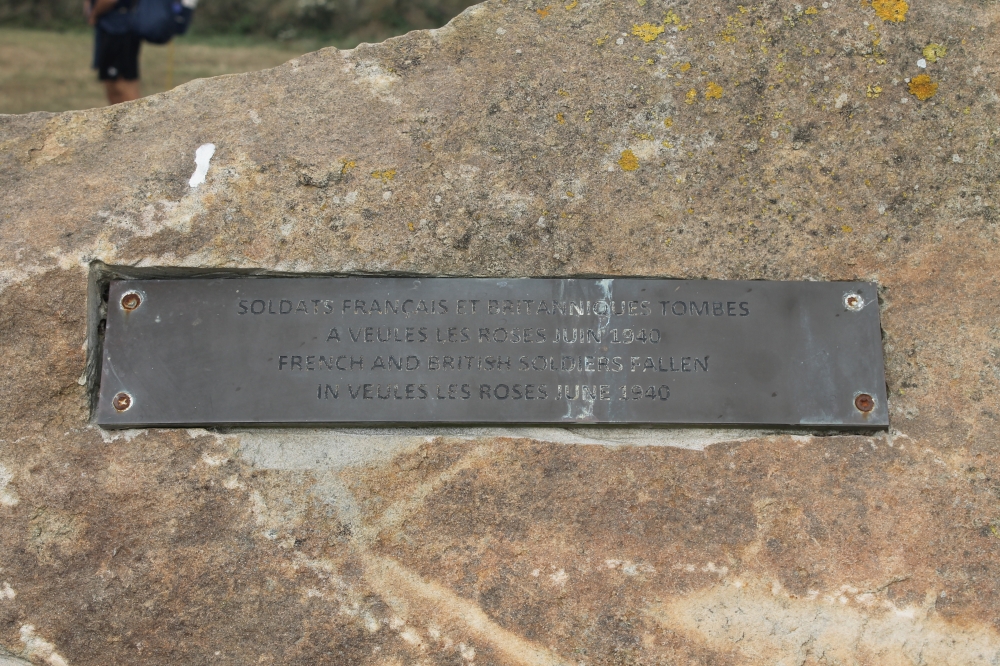 SOLDATS FRANÇAIS ET BRITANNIQUES TOMBES
A VEULES LES ROSES JUIN 1940
FRENCH AND BRITISH SOLDIERS FALLEN
IN VEULES LES ROSES JUNE 1940